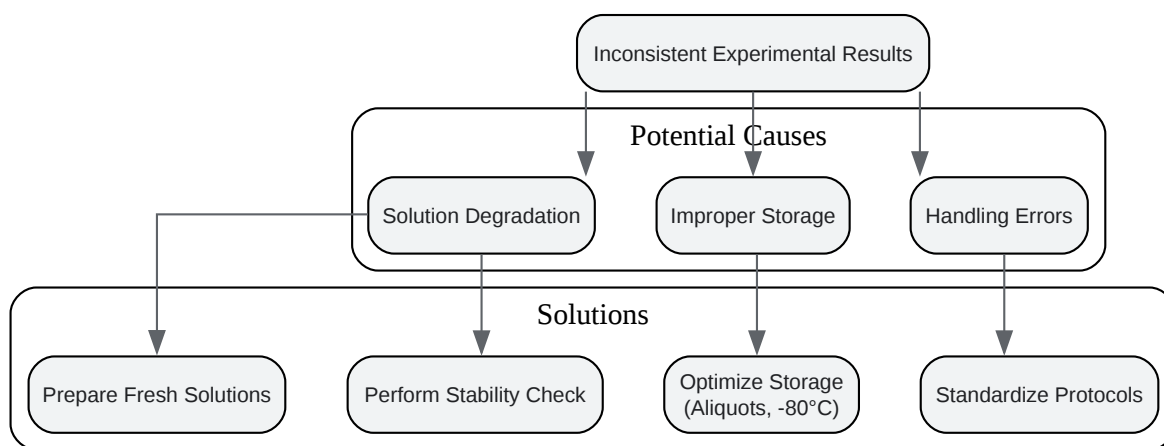 Inconsistent Experimental Results
Potential Causes
Solution Degradation
Improper Storage
Handling Errors
Solutions
Prepare Fresh Solutions
Perform Stability Check
Optimize Storage
(Aliquots, -80°C)
Standardize Protocols